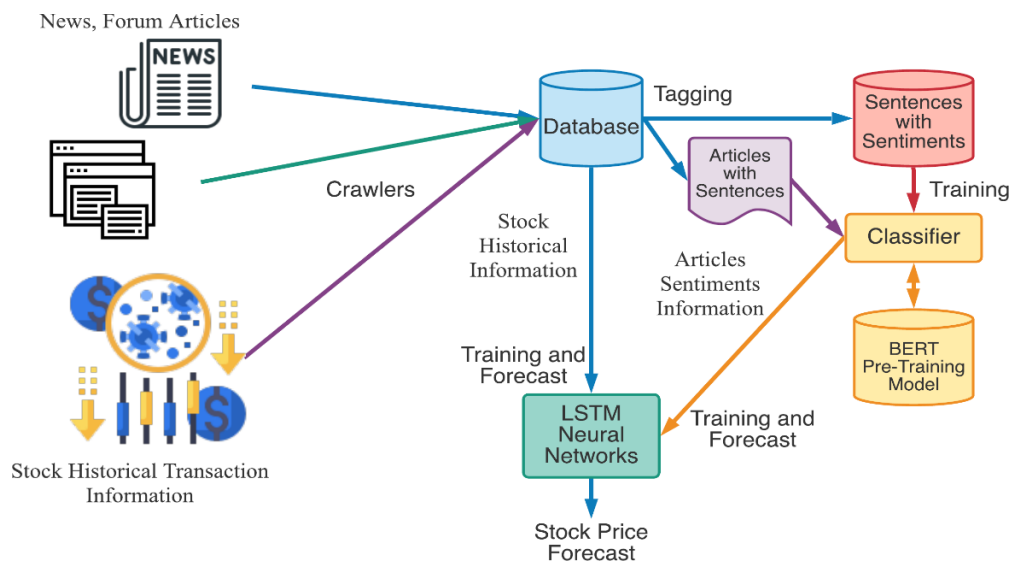 News, Forum Articles
NEWS
Crawlers
Stock Historical Transaction
Information
Database
Tagging
Sentences
with
Sentiments
Articles
with
Sentences
Training
Classifier
Stock
Historical
Information
Articles
Sentiments
Information
BERT
Pre-Training
Model
Training and
Forecast
LSTM
Neural
Networks
Training and
Forecast
Stock Price
Forecast